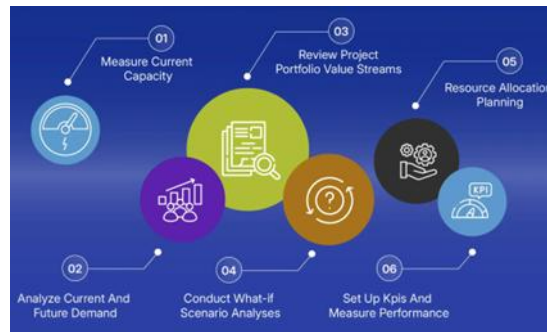 01
Measure Current
Capacity
02
Analyze Current And
Future Demand
03
Review Project
Portfolio Value Streams
04
Conduct What-if
Scenario Analyses
?
05
Resource Allocation
Planning
06
Set Up Kpis And
Measure Performance
KPI